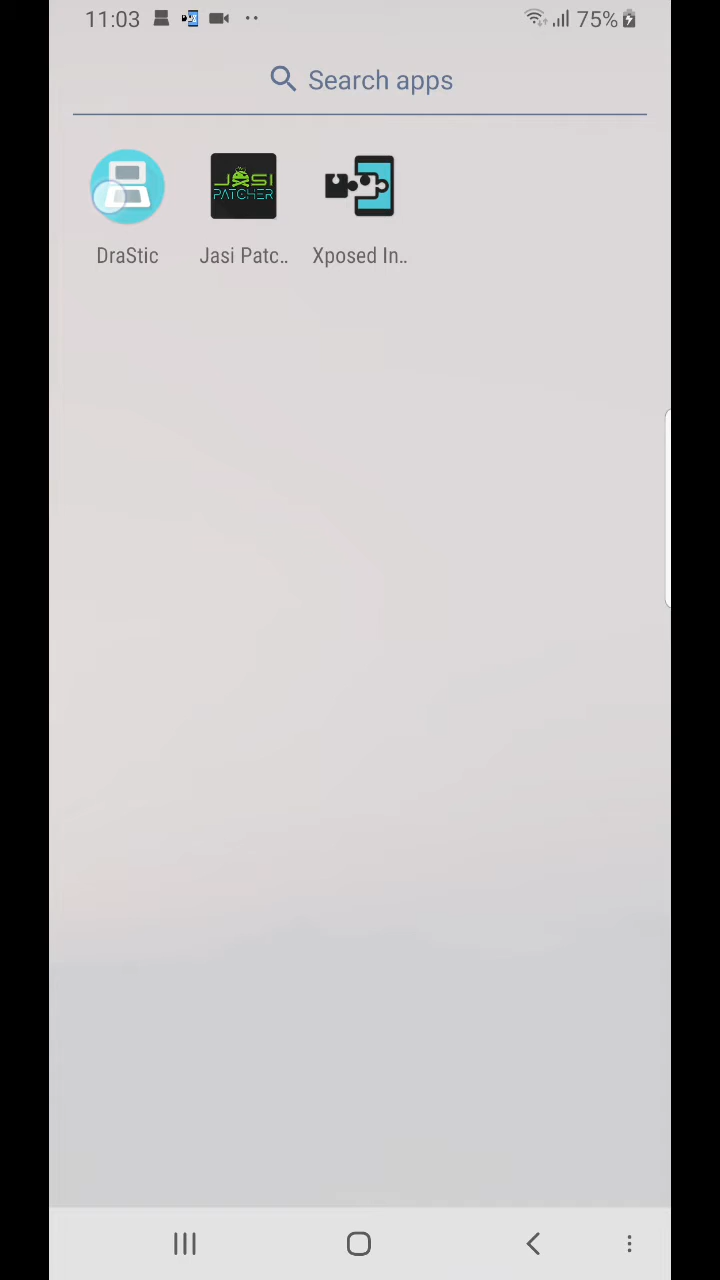 11:03
75%
Search apps
JASI
PATCHER
DraStic
Jasi Patc..
Xposed In..